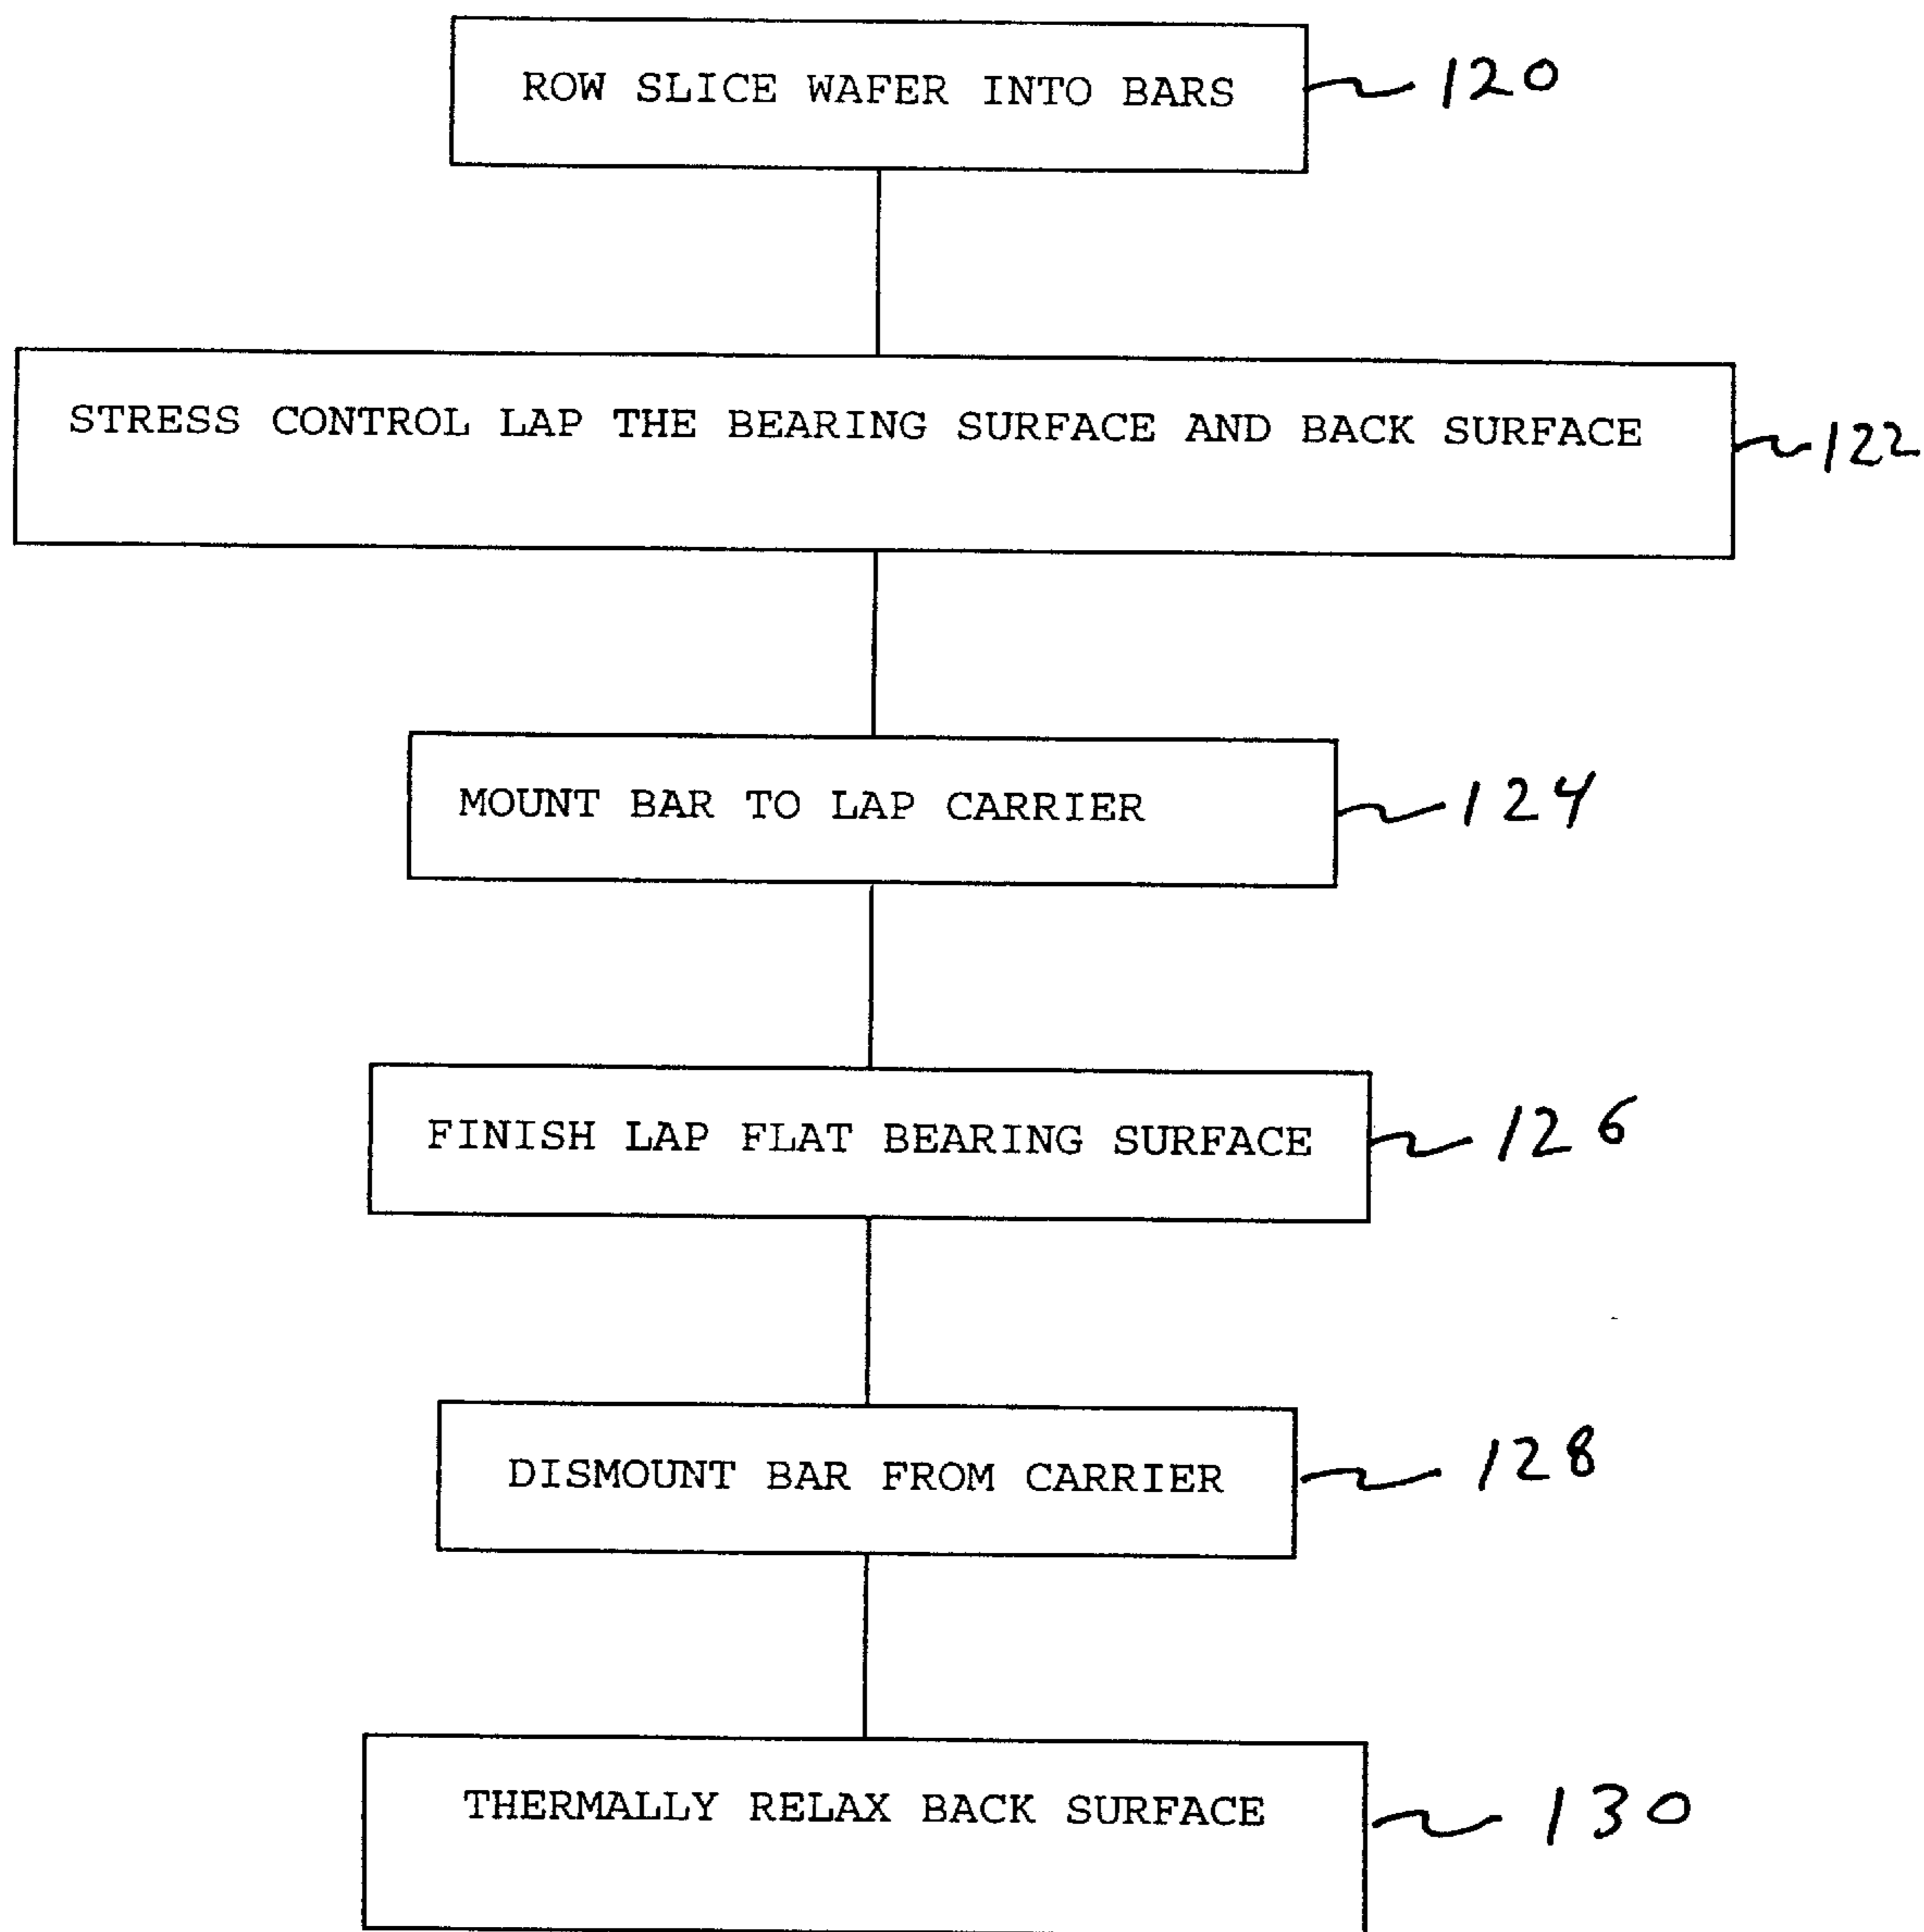 ROW SLICE WAFER INTO BARS 120
STRESS CONTROL LAP THE BEARING SURFACE AND BACK SURFACE 122
MOUNT BAR TO LAP CARRIER 124
FINISH LAP FLAT BEARING SURFACE 126
DISMOUNT BAR FROM CARRIER 128
THERMALLY RELAX BACK SURFACE 130